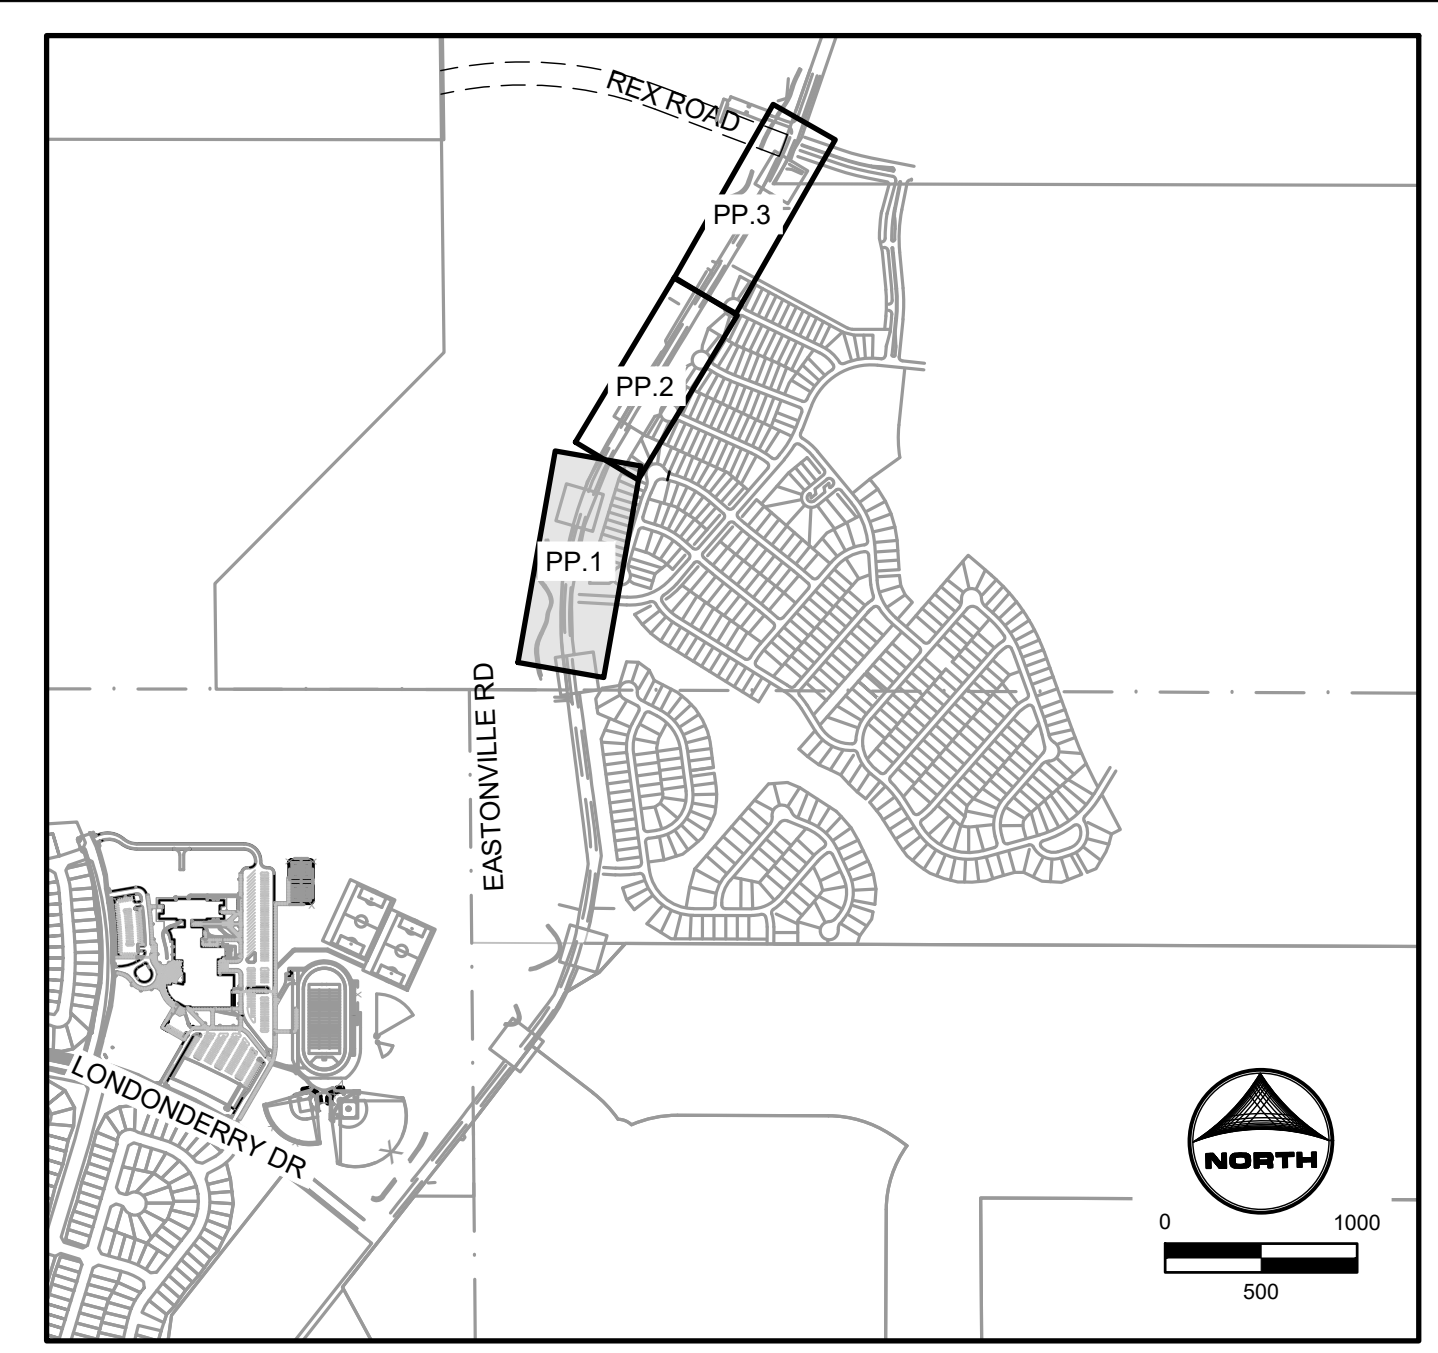 REX ROAD
PP.3
PP.2
PP.1
EASTONVILLE RD
LONDONDERRY DR
NORTH
0 1000
500